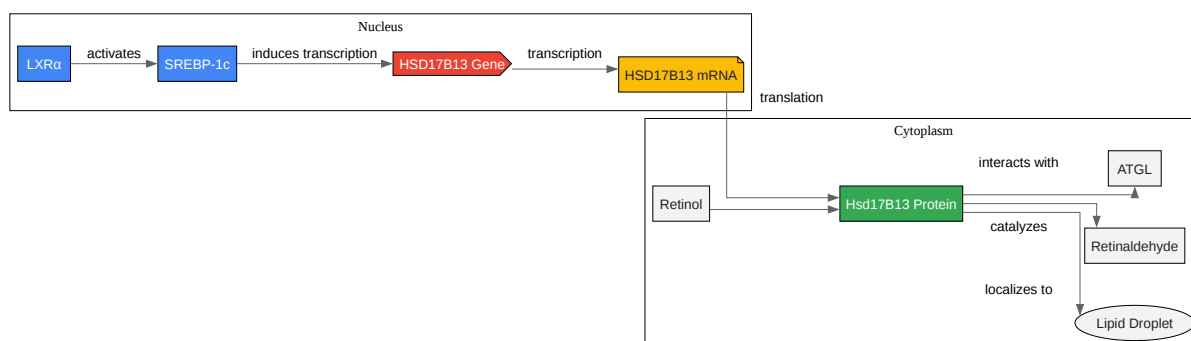 Nucleus
LXRα
activates
SREBP-1c
induces transcription
HSD17B13 Gene
transcription
HSD17B13 mRNA
translation
Cytoplasm
Retinol
Hsd17B13 Protein
interacts with
ATGL
catalyzes
Retinaldehyde
localizes to
Lipid Droplet